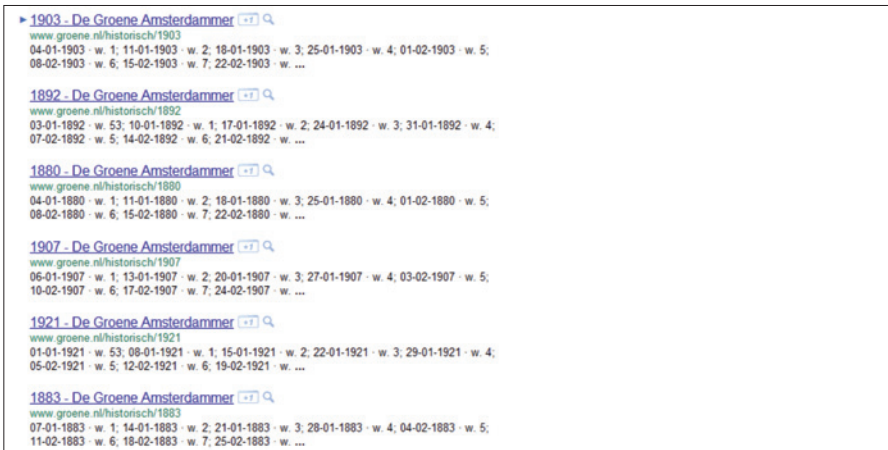 1903 - De Groene Amsterdammer +1
www.groene.nl/historisch/1903
04-01-1903 · w. 1; 11-01-1903 · w. 2; 18-01-1903 · w. 3; 25-01-1903 · w. 4; 01-02-1903 · w. 5;
08-02-1903 · w. 6; 15-02-1903 · w. 7; 22-02-1903 · w. ...
1892 - De Groene Amsterdammer +1
www.groene.nl/historisch/1892
03-01-1892 · w. 53; 10-01-1892 · w. 1; 17-01-1892 · w. 2; 24-01-1892 · w. 3; 31-01-1892 · w. 4;
07-02-1892 · w. 5; 14-02-1892 · w. 6; 21-02-1892 · w. ...
1880 - De Groene Amsterdammer +1
www.groene.nl/historisch/1880
04-01-1880 · w. 1; 11-01-1880 · w. 2; 18-01-1880 · w. 3; 25-01-1880 · w. 4; 01-02-1880 · w. 5;
08-02-1880 · w. 6; 15-02-1880 · w. 7; 22-02-1880 · w. ...
1907 - De Groene Amsterdammer +1
www.groene.nl/historisch/1907
06-01-1907 · w. 1; 13-01-1907 · w. 2; 20-01-1907 · w. 3; 27-01-1907 · w. 4; 03-02-1907 · w. 5;
10-02-1907 · w. 6; 17-02-1907 · w. 7; 24-02-1907 · w. ...
1921 - De Groene Amsterdammer +1
www.groene.nl/historisch/1921
01-01-1921 · w. 53; 08-01-1921 · w. 1; 15-01-1921 · w. 2; 22-01-1921 · w. 3; 29-01-1921 · w. 4;
05-02-1921 · w. 5; 12-02-1921 · w. 6; 19-02-1921 · w. ...
1883 - De Groene Amsterdammer +1
www.groene.nl/historisch/1883
07-01-1883 · w. 1; 14-01-1883 · w. 2; 21-01-1883 · w. 3; 28-01-1883 · w. 4; 04-02-1883 · w. 5;
11-02-1883 · w. 6; 18-02-1883 · w. 7; 25-02-1883 · w. ...